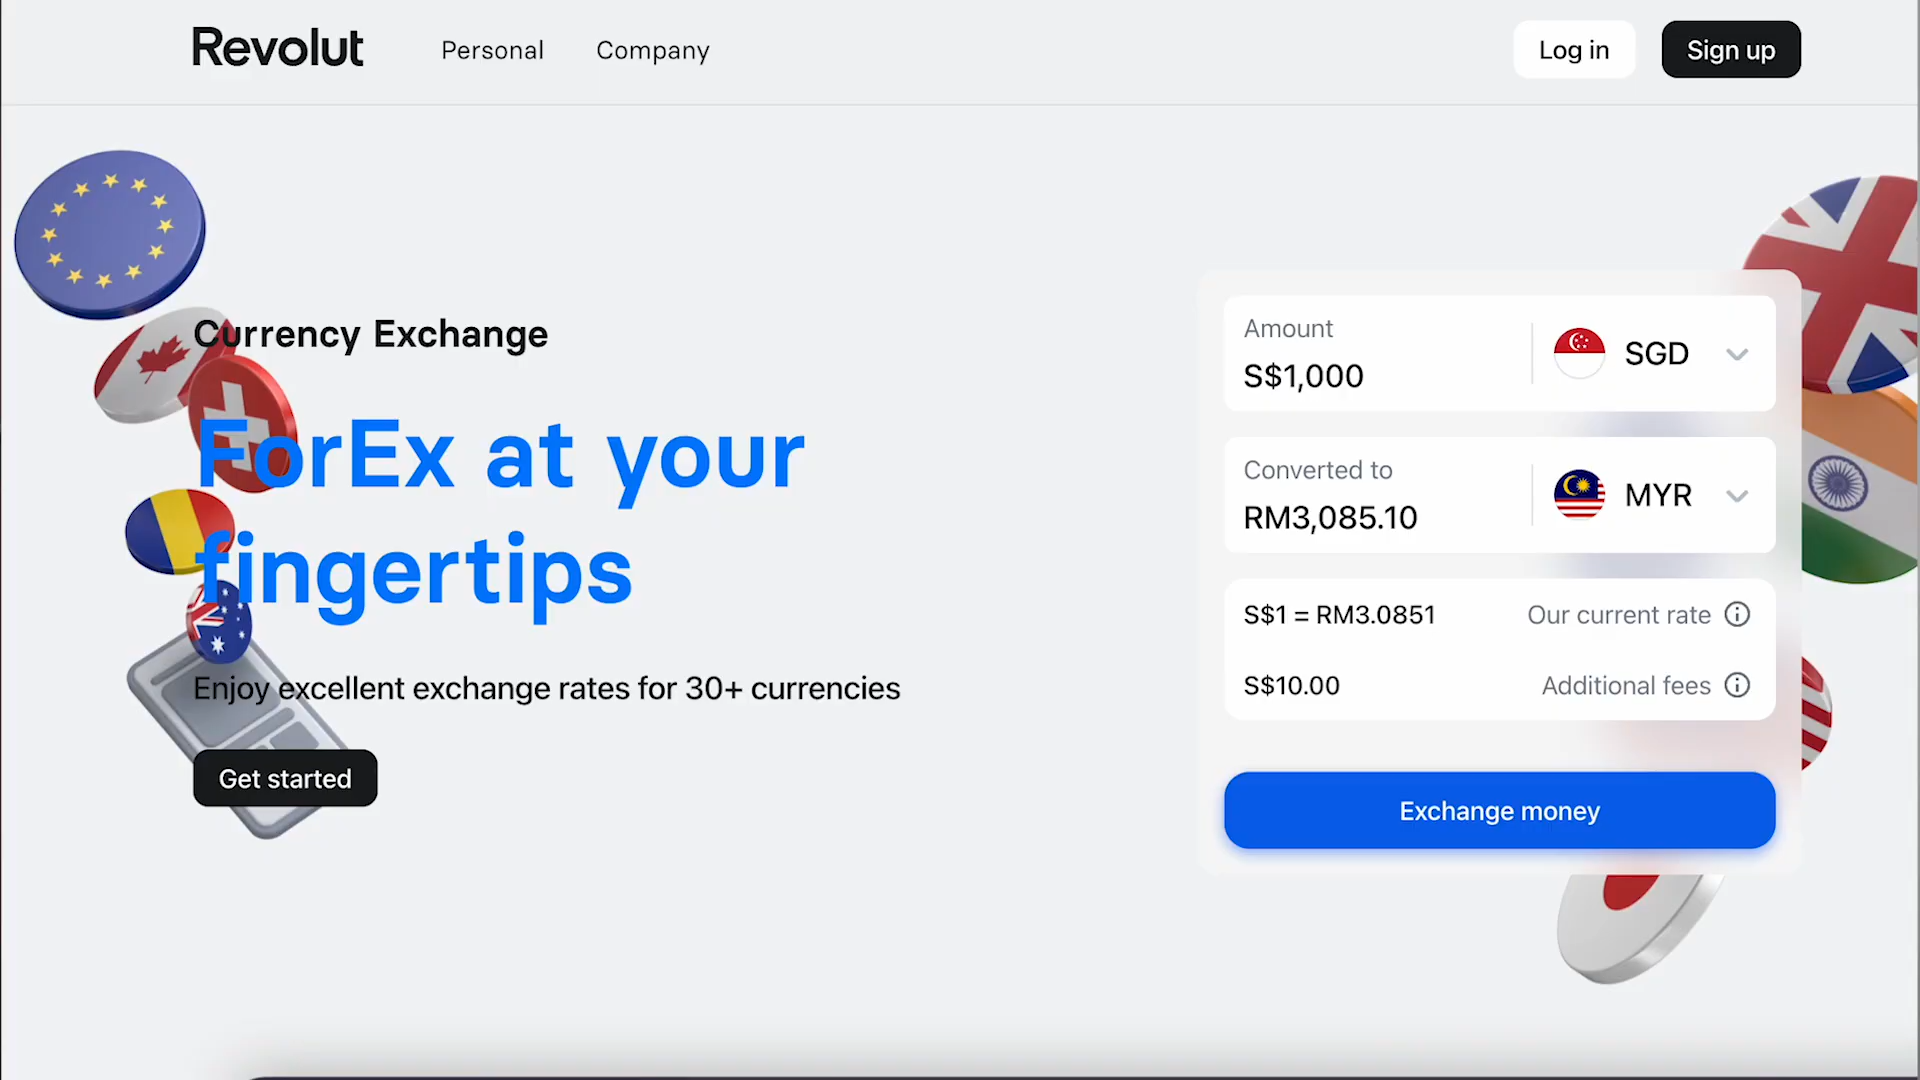 Revolut
Personal
Company
Log in
Sign up
Currency Exchange
ForEx at your
fingertips
Enjoy excellent exchange rates for 30+ currencies
Get started
Amount
S$1,000
SGD
Converted to
RM3,085.10
MYR
S$1 = RM3.0851
Our current rate
S$10.00
Additional fees
Exchange money